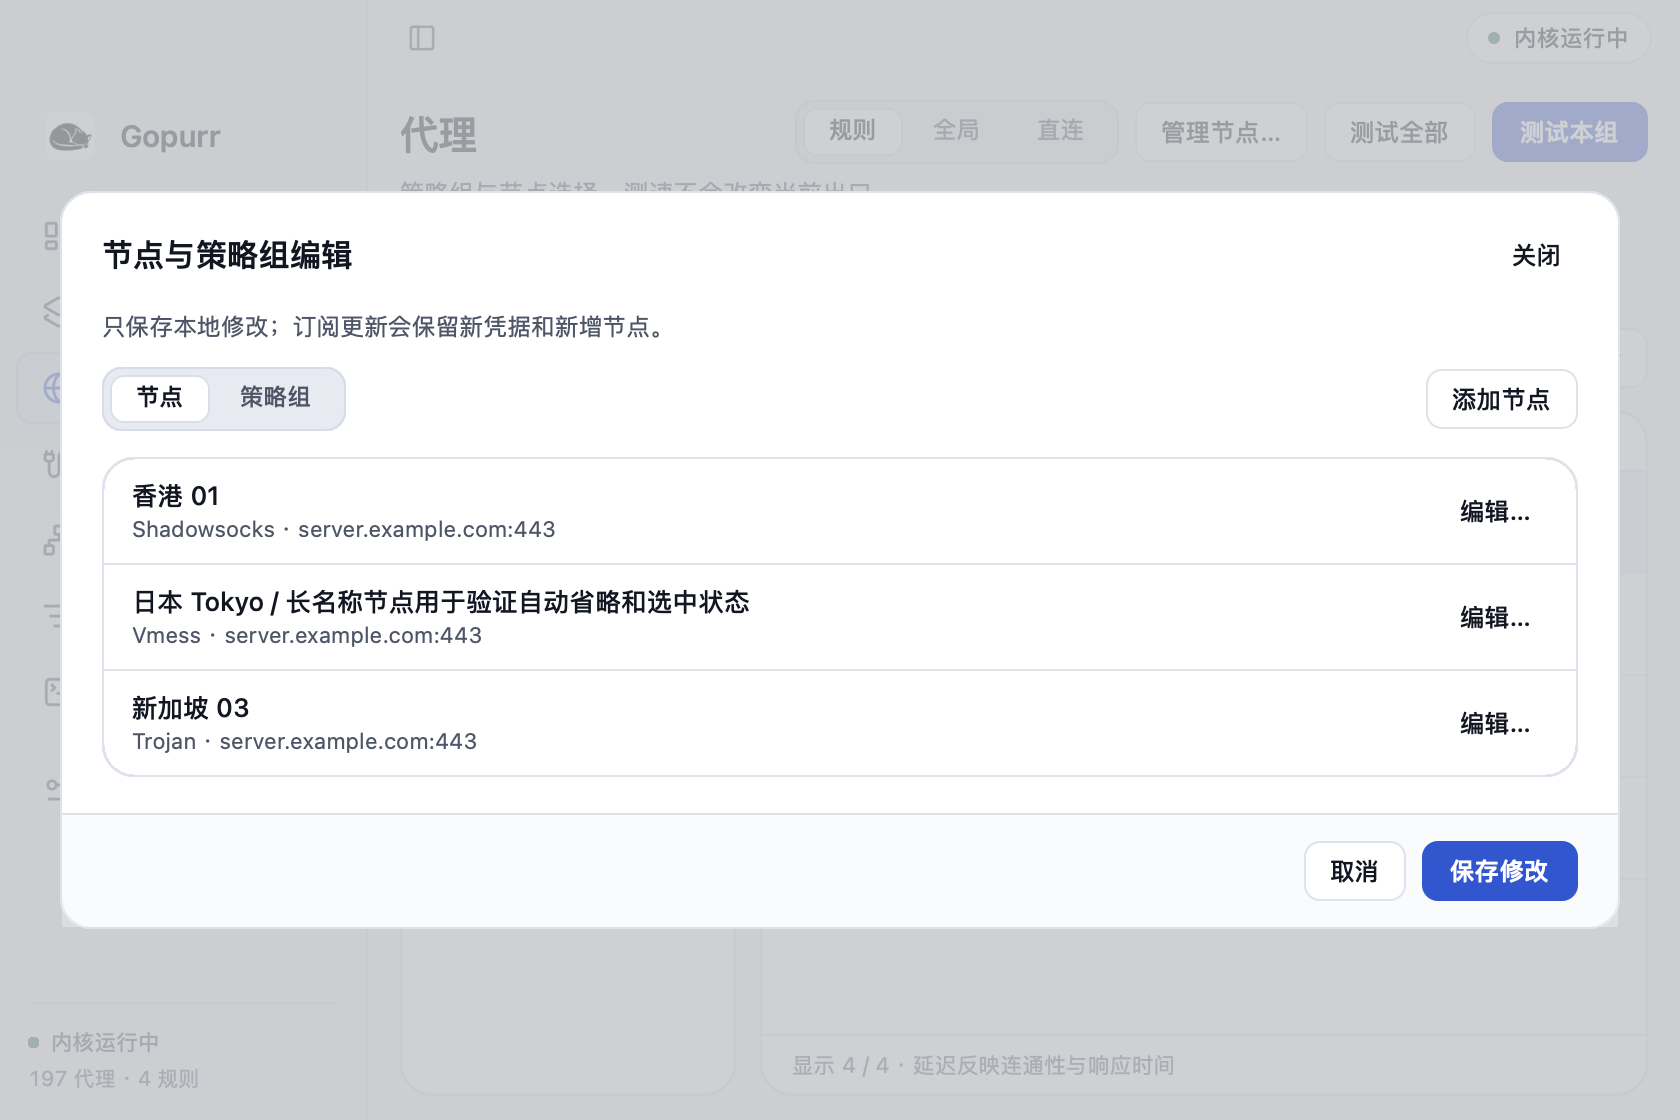 内核运行中
Gopurr
代理
规则 全局 直连 管理节点... 测试全部 测试本组
节点与策略组编辑
关闭
只保存本地修改；订阅更新会保留新凭据和新增节点。
节点 策略组
添加节点
香港 01
Shadowsocks · server.example.com:443
编辑...
日本 Tokyo / 长名称节点用于验证自动省略和选中状态
Vmess · server.example.com:443
编辑...
新加坡 03
Trojan · server.example.com:443
编辑...
取消 保存修改
内核运行中
197 代理 · 4 规则
显示 4 / 4 · 延迟反映连通性与响应时间